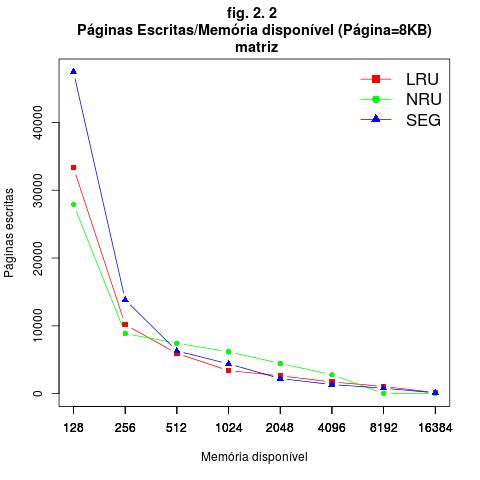 fig. 2. 2
Páginas Escritas/Memória disponível (Página=8KB)
matriz
LRU
NRU
SEG
Páginas escritas
40000
30000
20000
10000
0
128 256 512 1024 2048 4096 8192 16384
Memória disponível